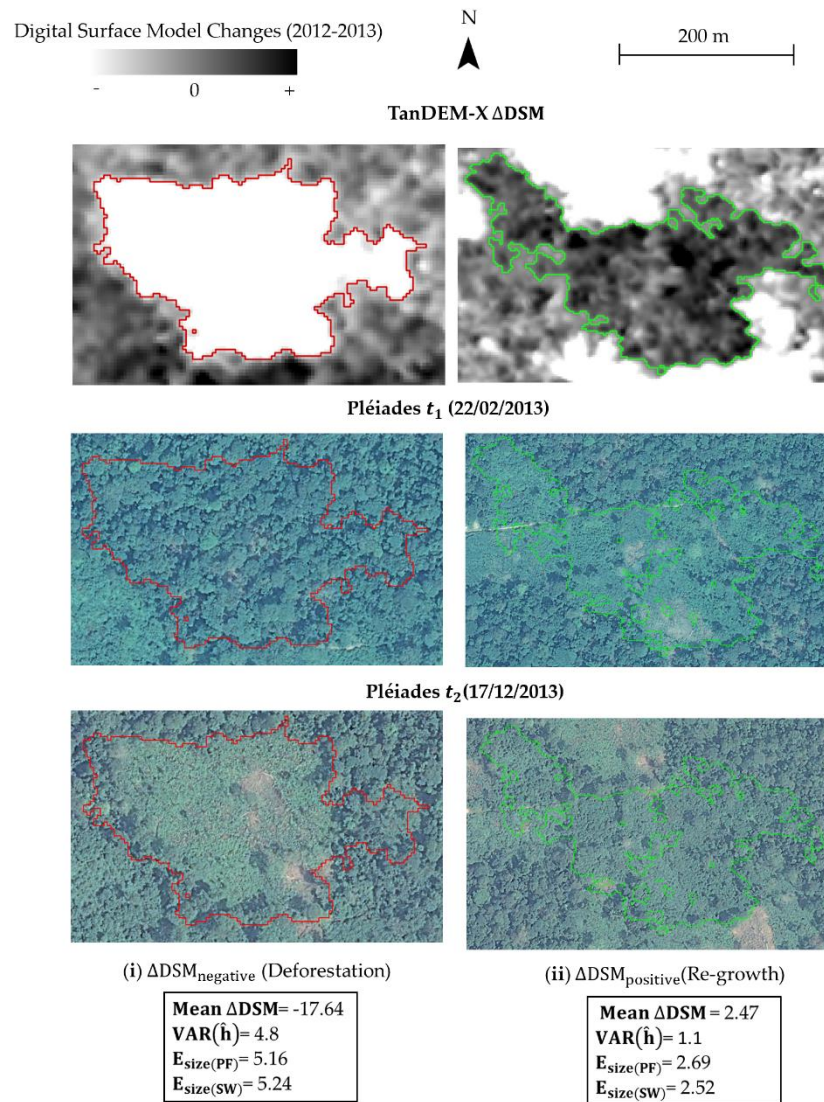 Digital Surface Model Changes (2012-2013)
- 0 +
N
200 m
TanDEM-X ΔDSM
Pléiades t₁ (22/02/2013)
Pléiades t₂(17/12/2013)
(i) ΔDSMnegative (Deforestation)
Mean ΔDSM= -17.64
VAR(ĥ)= 4.8
Esize(PF)= 5.16
Esize(SW)= 5.24
(ii) ΔDSMpositive(Re-growth)
Mean ΔDSM = 2.47
VAR(ĥ)= 1.1
Esize(PF)= 2.69
Esize(SW)= 2.52